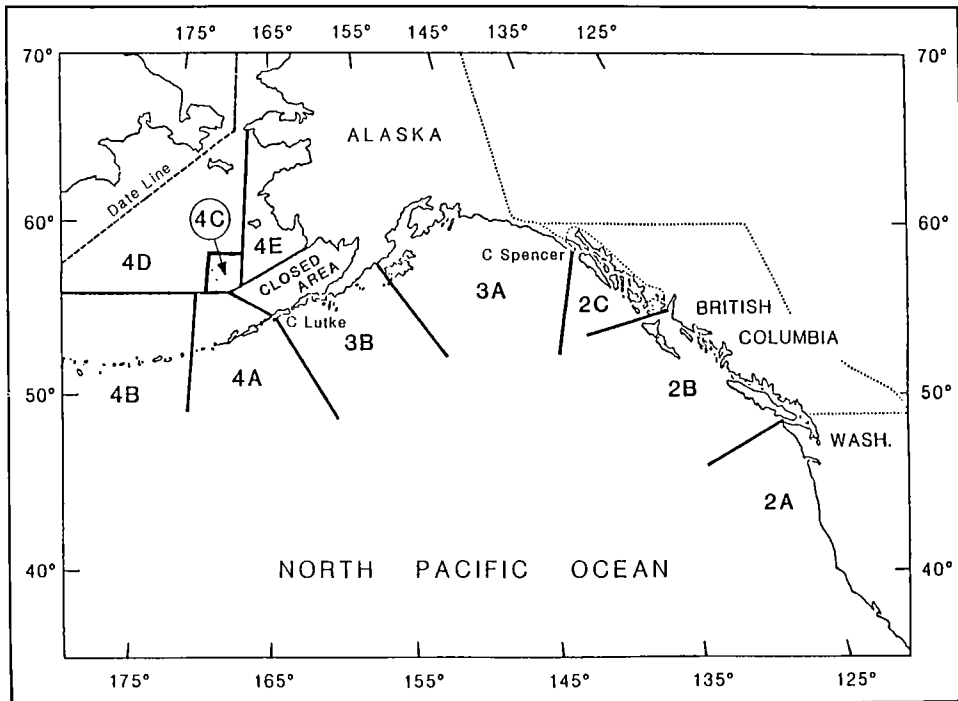 175° 165° 155° 145° 135° 125°
70° 70°
ALASKA
Date Line
4C
60° 60°
4E
4D
CLOSED AREA
C Spencer
3A
2C
BRITISH
COLUMBIA
C Lutke
3B
4A
4B
2B
50° 50°
WASH.
2A
NORTH PACIFIC OCEAN
40° 40°
175° 165° 155° 145° 135° 125°